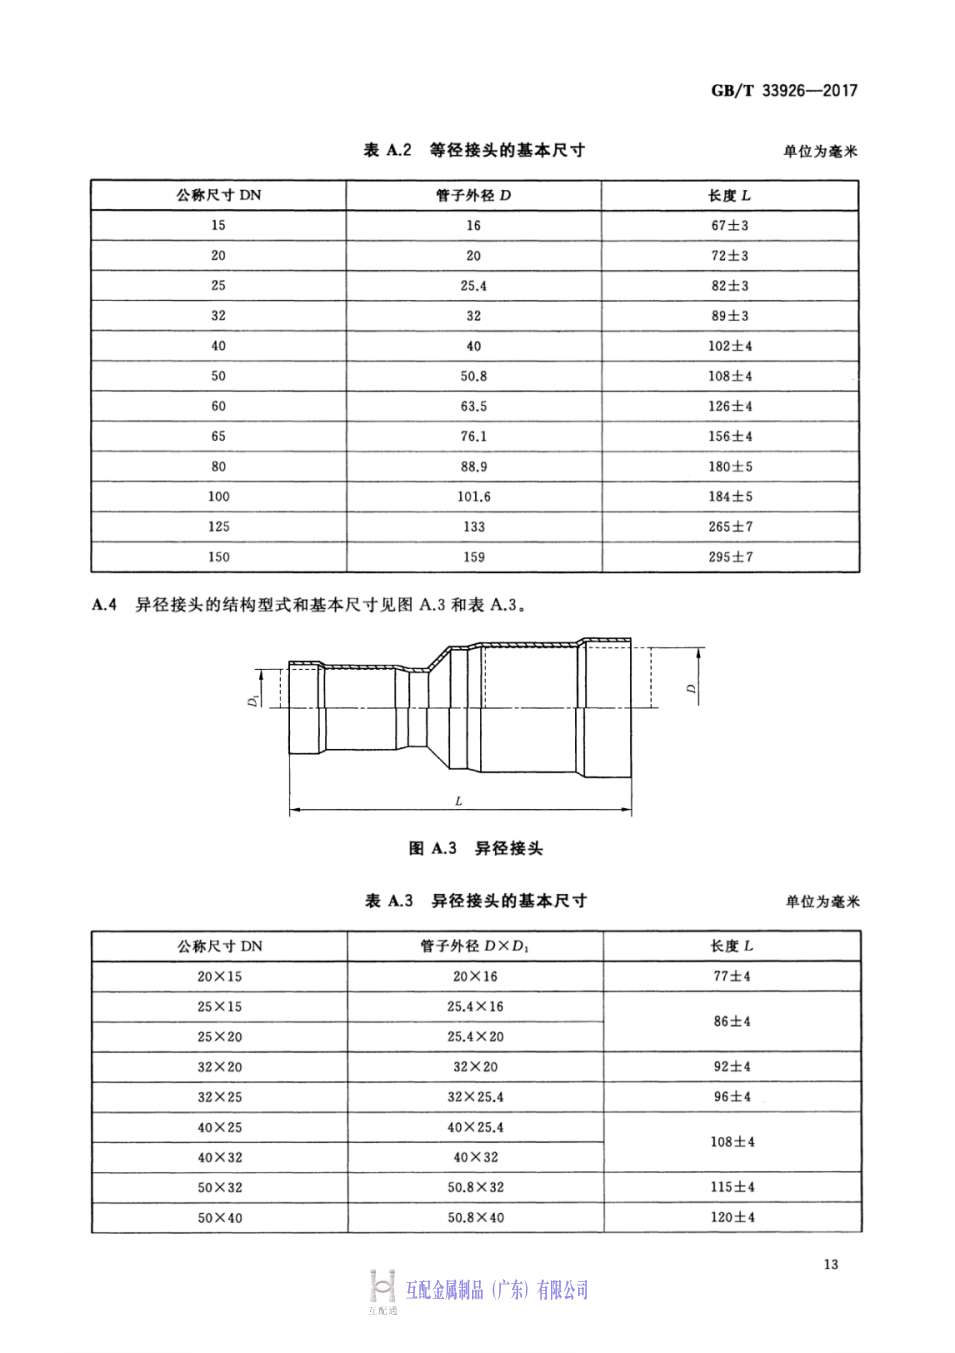 GB/T 33926—2017
表 A.2 等径接头的基本尺寸 单位为毫米
公称尺寸 DN 管子外径 D 长度 L
15 16 67±3
20 20 72±3
25 25.4 82±3
32 32 89±3
40 40 102±4
50 50.8 108±4
60 63.5 126±4
65 76.1 156±4
80 88.9 180±5
100 101.6 184±5
125 133 265±7
150 159 295±7
A.4 异径接头的结构型式和基本尺寸见图 A.3 和表 A.3。
D₁
D
L
图 A.3 异径接头
表 A.3 异径接头的基本尺寸 单位为毫米
公称尺寸 DN 管子外径 D×D₁ 长度 L
20×15 20×16 77±4
25×15 25.4×16 86±4
25×20 25.4×20
32×20 32×20 92±4
32×25 32×25.4 96±4
40×25 40×25.4 108±4
40×32 40×32
50×32 50.8×32 115±4
50×40 50.8×40 120±4
13
互配金属制品（广东）有限公司
互配通